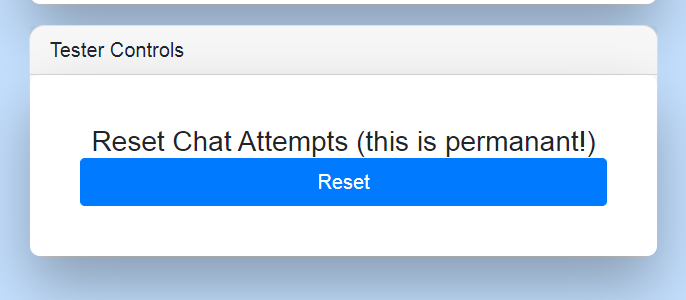 Tester Controls
Reset Chat Attempts (this is permanant!)
Reset